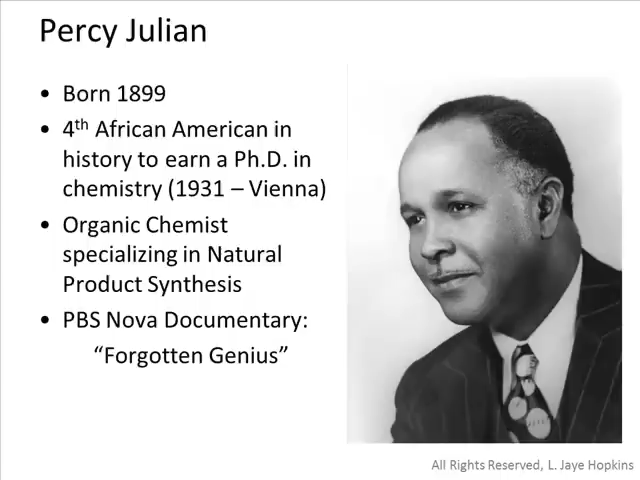 Percy Julian
• Born 1899
• 4th African American in
history to earn a Ph.D. in
chemistry (1931 – Vienna)
• Organic Chemist
specializing in Natural
Product Synthesis
• PBS Nova Documentary:
“Forgotten Genius”
All Rights Reserved, L. Jaye Hopkins